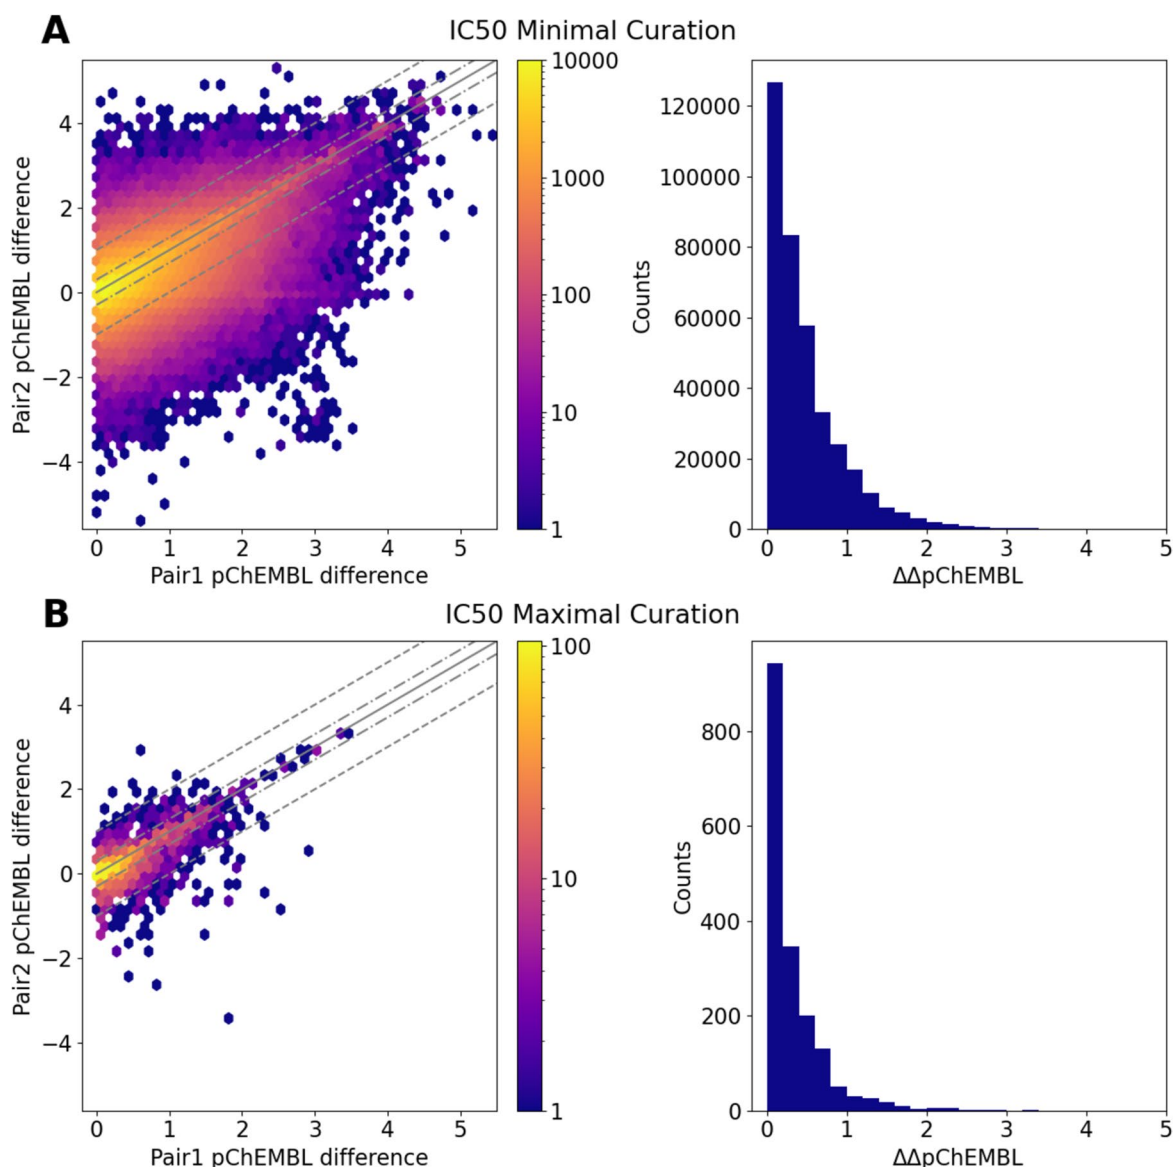 A
IC50 Minimal Curation
Pair2 pChEMBL difference
4
2
0
−2
−4
0 1 2 3 4 5
Pair1 pChEMBL difference
10000
1000
100
10
1
Counts
120000
100000
80000
60000
40000
20000
0
0 1 2 3 4 5
ΔΔpChEMBL
B
IC50 Maximal Curation
Pair2 pChEMBL difference
4
2
0
−2
−4
0 1 2 3 4 5
Pair1 pChEMBL difference
100
10
1
Counts
800
600
400
200
0
0 1 2 3 4 5
ΔΔpChEMBL